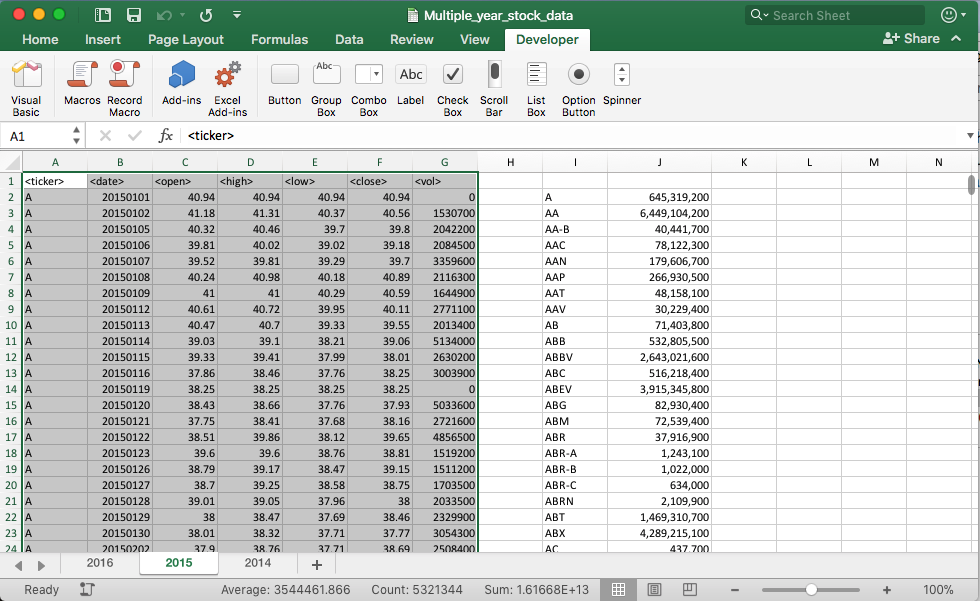 Multiple_year_stock_data
Search Sheet
Home Insert Page Layout Formulas Data Review View Developer Share
Abc
Abc
Visual Basic Macros Record Macro Add-ins Excel Add-ins Button Group Box Combo Box Label Check Box Scroll Bar List Box Option Button Spinner
A1 fx <ticker>
A B C D E F G H I J K L M N
1 <ticker> <date> <open> <high> <low> <close> <vol>
2 A 20150101 40.94 40.94 40.94 40.94 0 A 645,319,200
3 A 20150102 41.18 41.31 40.37 40.56 1530700 AA 6,449,104,200
4 A 20150105 40.32 40.46 39.7 39.8 2042200 AA-B 40,441,700
5 A 20150106 39.81 40.02 39.02 39.18 2084500 AAC 78,122,300
6 A 20150107 39.52 39.81 39.29 39.7 3359600 AAN 179,606,700
7 A 20150108 40.24 40.98 40.18 40.89 2116300 AAP 266,930,500
8 A 20150109 41 41 40.29 40.59 1644900 AAT 48,158,100
9 A 20150112 40.61 40.72 39.95 40.11 2771100 AAV 30,229,400
10 A 20150113 40.47 40.7 39.33 39.55 2013400 AB 71,403,800
11 A 20150114 39.03 39.1 38.21 39.06 5134000 ABB 532,805,500
12 A 20150115 39.33 39.41 37.99 38.01 2630200 ABBV 2,643,021,600
13 A 20150116 37.86 38.46 37.76 38.25 3003900 ABC 516,218,400
14 A 20150119 38.25 38.25 38.25 38.25 0 ABEV 3,915,345,800
15 A 20150120 38.43 38.66 37.76 37.93 5033600 ABG 82,930,400
16 A 20150121 37.75 38.41 37.68 38.16 2721600 ABM 72,539,400
17 A 20150122 38.51 39.86 38.12 39.65 4856500 ABR 37,916,900
18 A 20150123 39.6 39.6 38.76 38.81 1519200 ABR-A 1,243,100
19 A 20150126 38.79 39.17 38.47 39.15 1511200 ABR-B 1,022,000
20 A 20150127 38.7 39.25 38.58 38.75 1703500 ABR-C 634,000
21 A 20150128 39.01 39.05 37.96 38 2033500 ABRN 2,109,900
22 A 20150129 38 38.47 37.69 38.46 2329900 ABT 1,469,310,700
23 A 20150130 38.01 38.32 37.71 37.77 3054300 ABX 4,289,215,100
24 A 20150202 37.9 38.76 37.71 38.69 2508400 AC 437,700
2016 2015 2014 +
Ready Average: 3544461.866 Count: 5321344 Sum: 1.61668E+13 100%